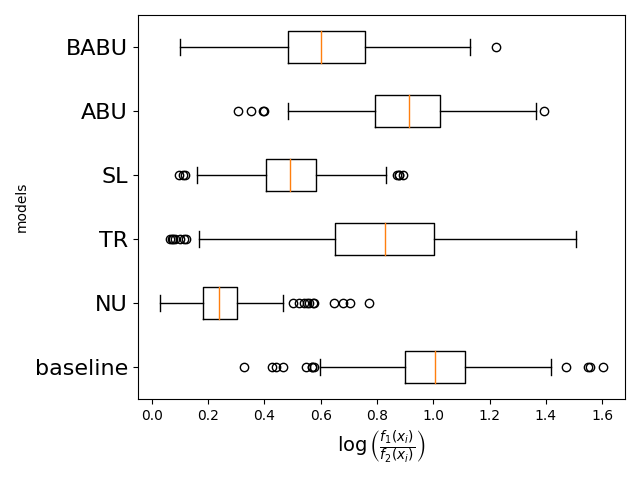 BABU
ABU
SL
TR
NU
baseline
models
0.0 0.2 0.4 0.6 0.8 1.0 1.2 1.4 1.6
log(f₁(xᵢ)/f₂(xᵢ))